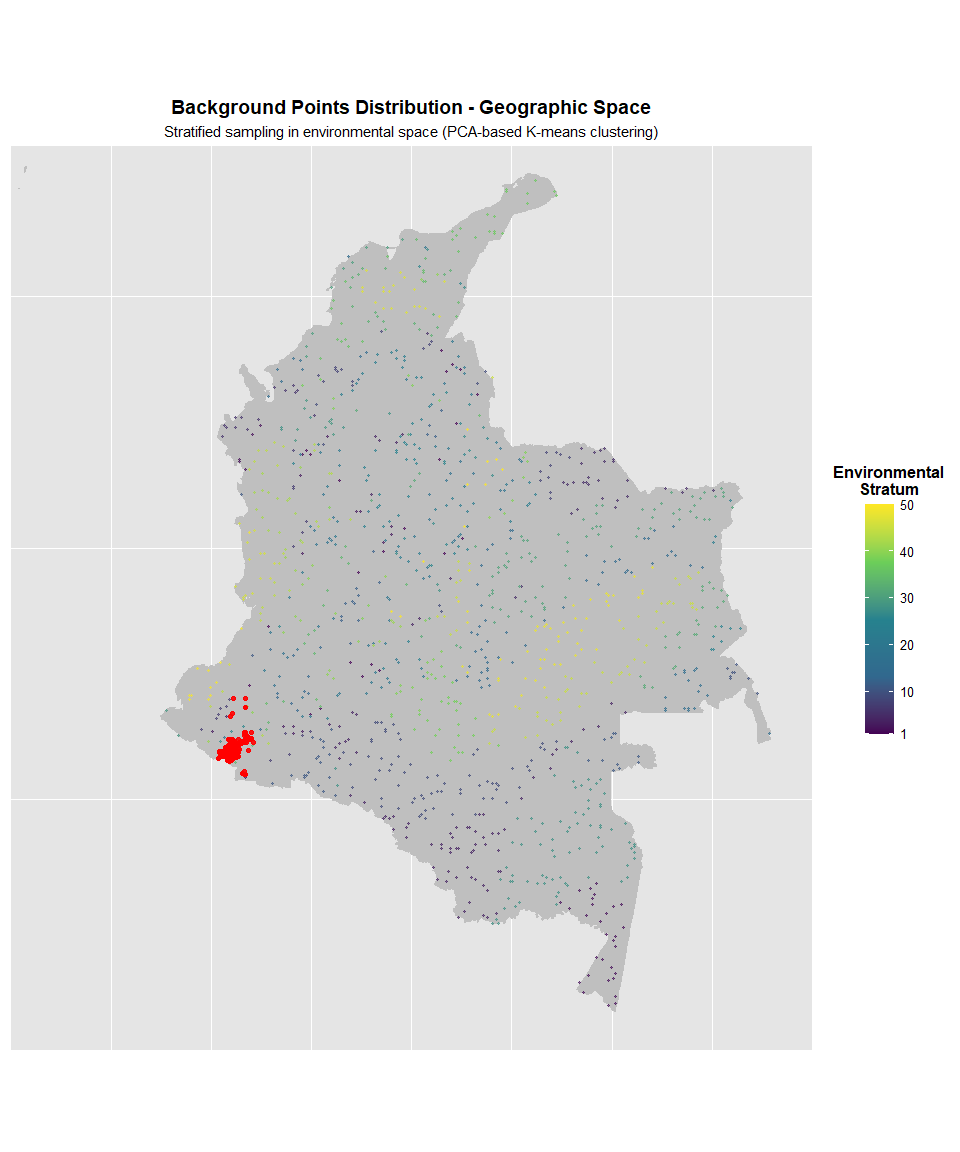 Background Points Distribution - Geographic Space
Stratified sampling in environmental space (PCA-based K-means clustering)
Environmental
Stratum
50
40
30
20
10
1